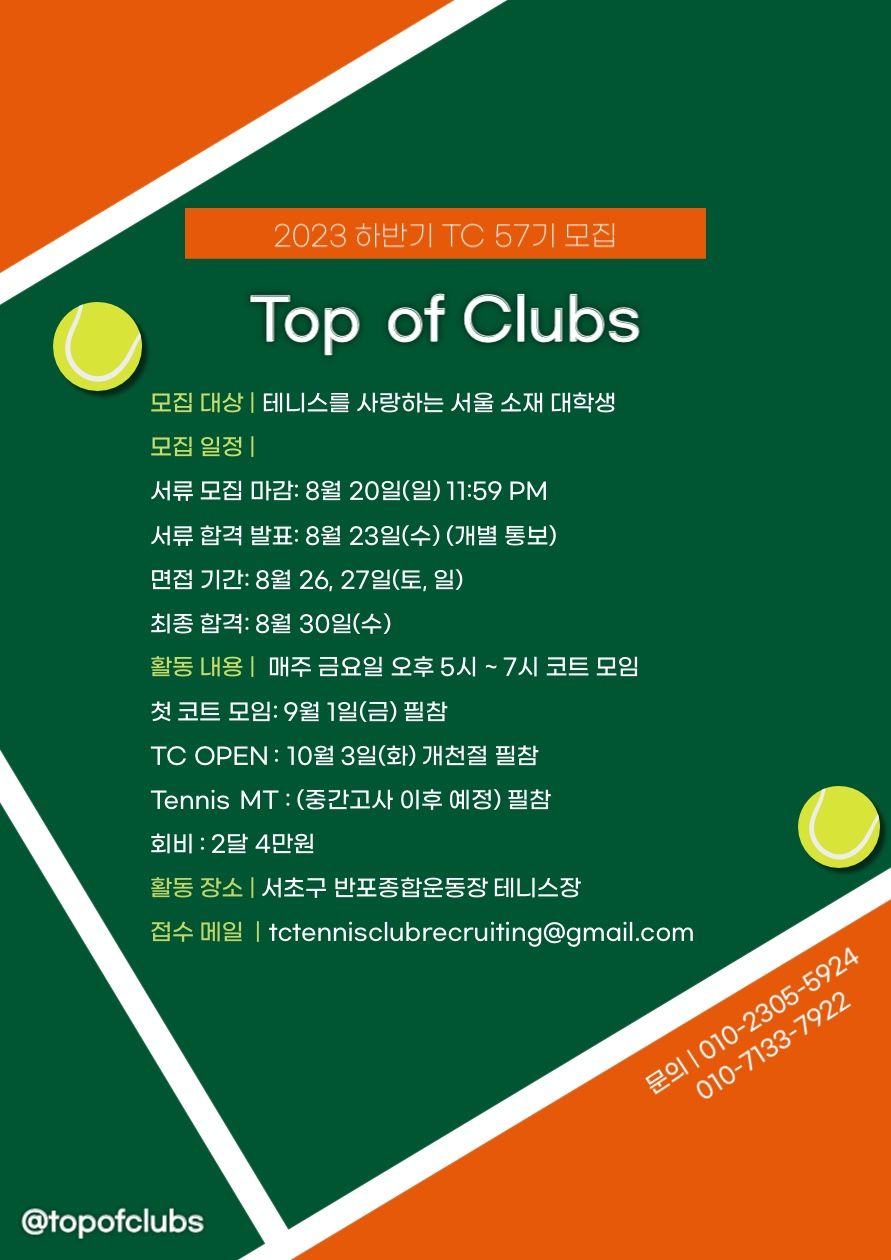 2023 하반기 TC 57기 모집
Top of Clubs
모집 대상 | 테니스를 사랑하는 서울 소재 대학생
모집 일정 |
서류 모집 마감: 8월 20일(일) 11:59 PM
서류 합격 발표: 8월 23일(수) (개별 통보)
면접 기간: 8월 26, 27일(토, 일)
최종 합격: 8월 30일(수)
활동 내용 | 매주 금요일 오후 5시 ~ 7시 코트 모임
첫 코트 모임: 9월 1일(금) 필참
TC OPEN : 10월 3일(화) 개천절 필참
Tennis MT : (중간고사 이후 예정) 필참
회비 : 2달 4만원
활동 장소 | 서초구 반포종합운동장 테니스장
접수 메일 | tctennisclubrecruiting@gmail.com
문의 | 010-2305-5924
010-7133-7922
@topofclubs